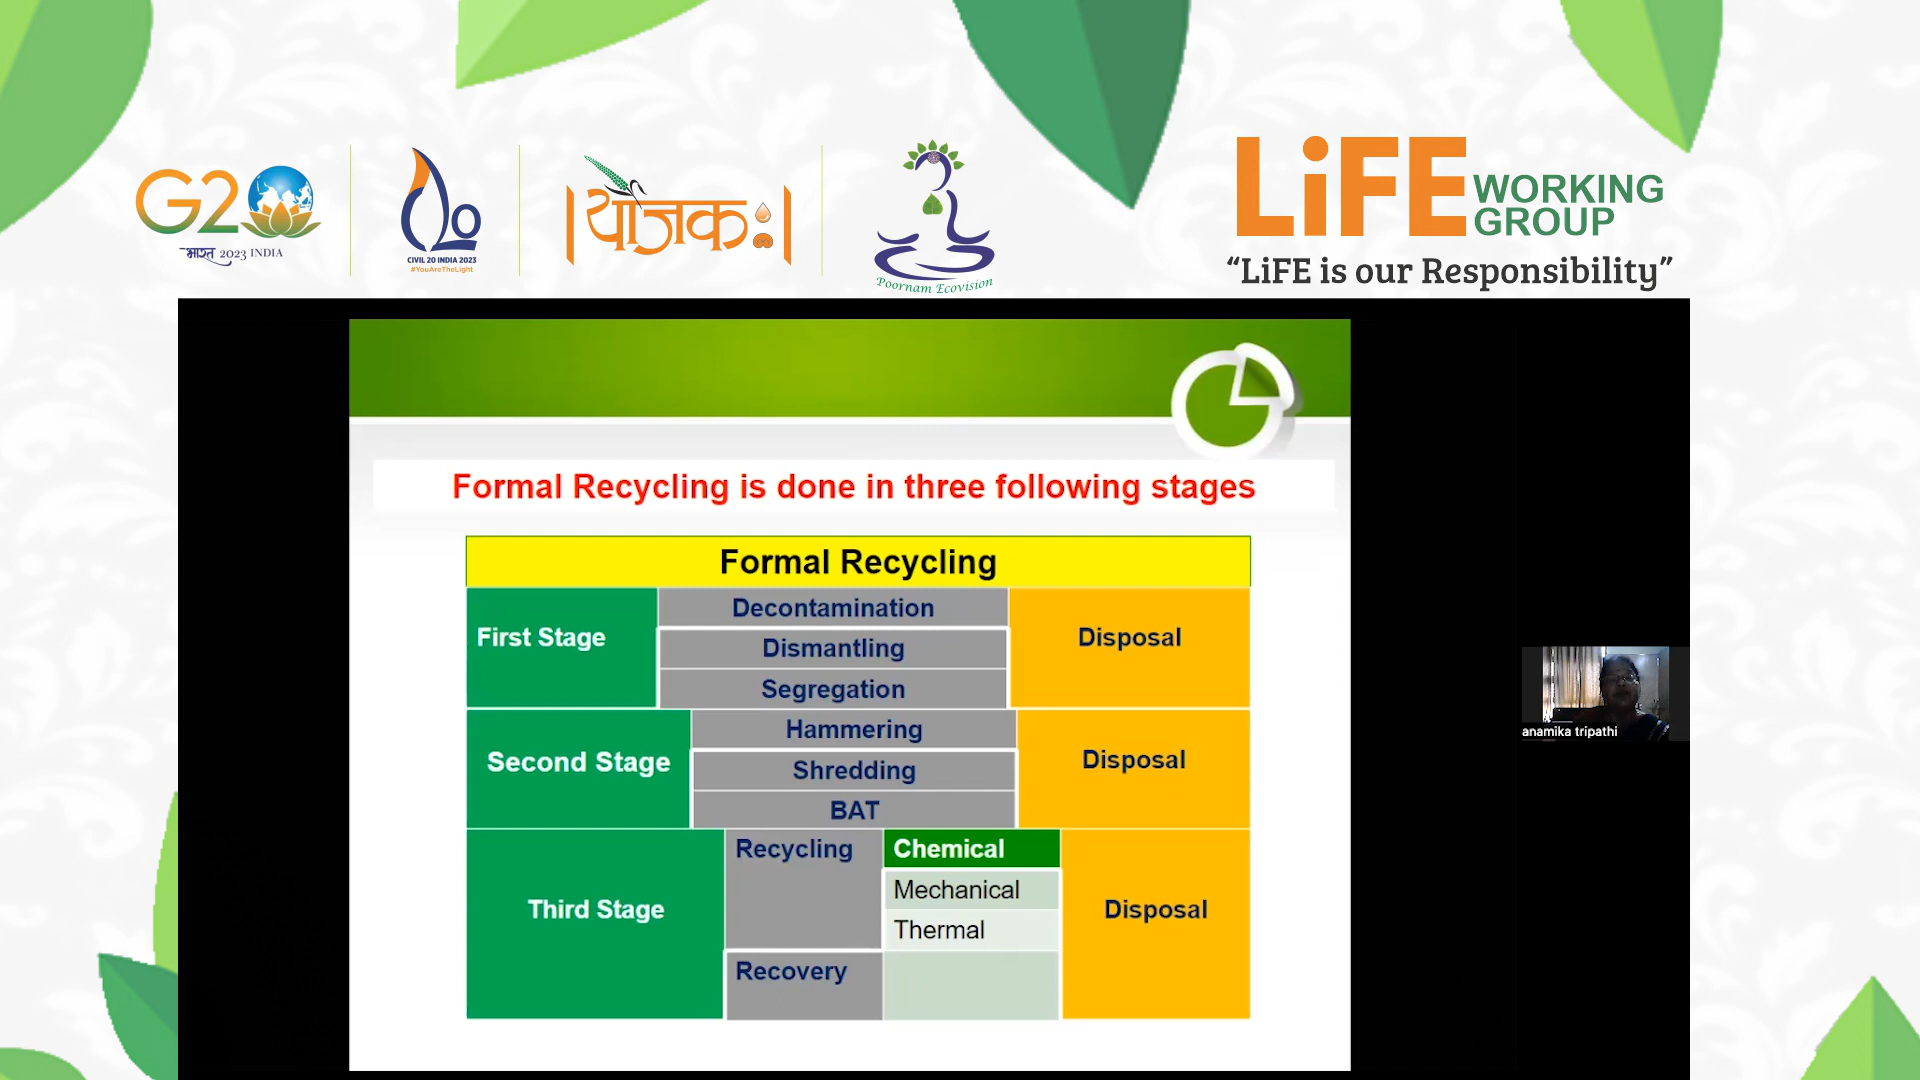 G20
भारत 2023 INDIA
CIVIL 20 INDIA 2023
#YouAreTheLight
योजकः
Poornam Ecovision
LiFE WORKING
GROUP
“LiFE is our Responsibility”
Formal Recycling is done in three following stages
Formal Recycling
First Stage
Decontamination
Dismantling
Segregation
Disposal
Second Stage
Hammering
Shredding
BAT
Disposal
Third Stage
Recycling
Chemical
Mechanical
Thermal
Recovery
Disposal
anamika tripathi